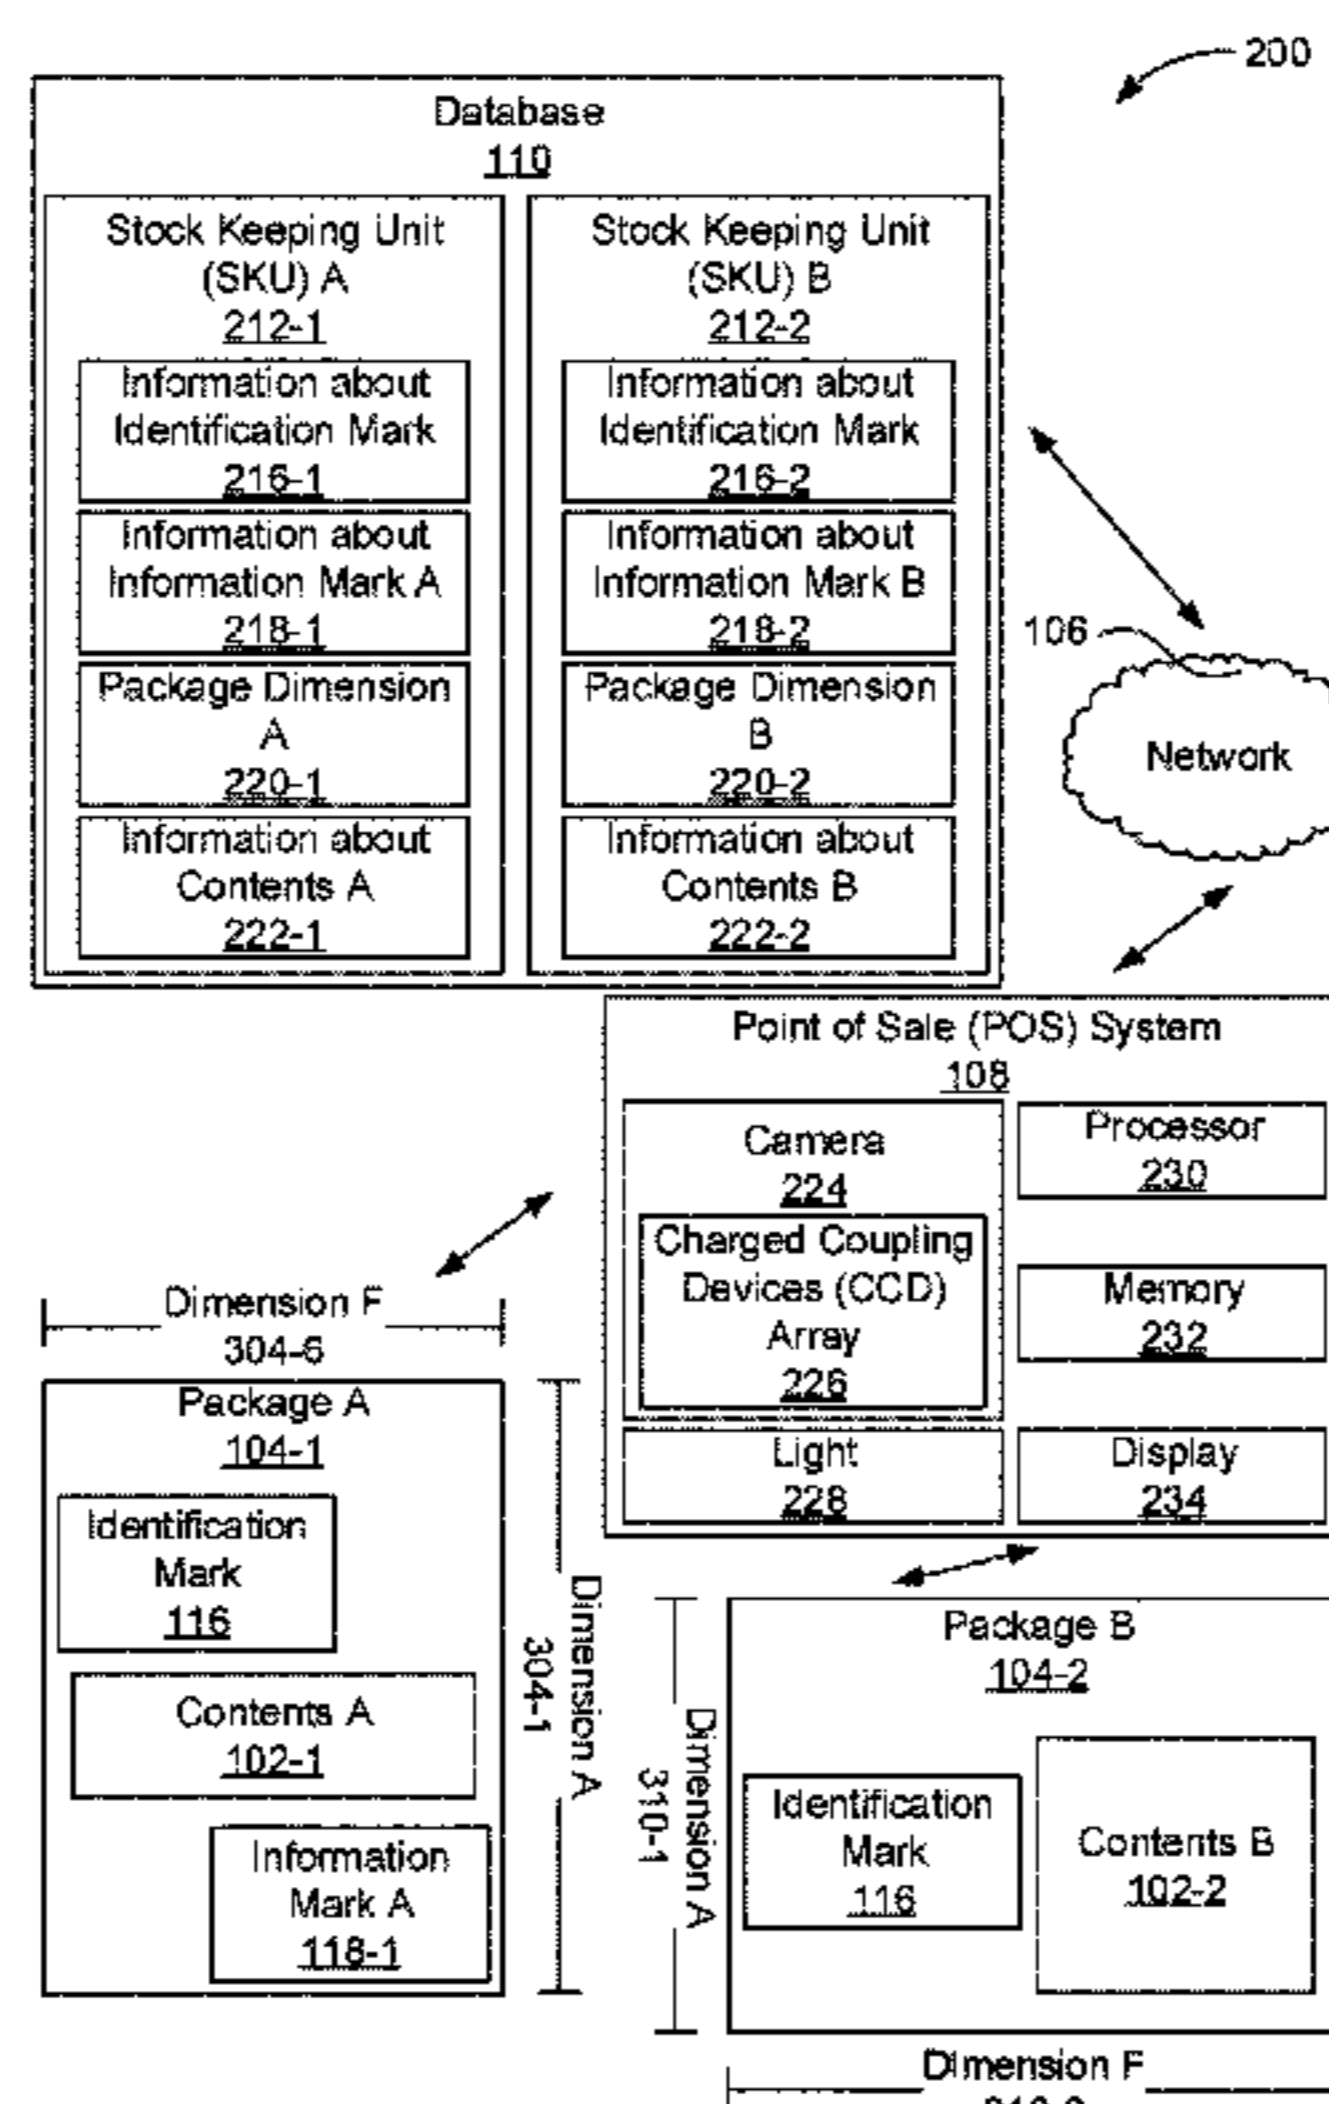 200
Database
110
Stock Keeping Unit
(SKU) A
212-1
Information about
Identification Mark
216-1
Information about
Information Mark A
218-1
Package Dimension
A
220-1
Information about
Contents A
222-1
Stock Keeping Unit
(SKU) B
212-2
Information about
Identification Mark
216-2
Information about
Information Mark B
218-2
Package Dimension
B
220-2
Information about
Contents B
222-2
106
Network
Point of Sale (POS) System
108
Camera
224
Charged Coupling
Devices (CCD)
Array
226
Light
228
Processor
230
Memory
232
Display
234
Dimension F
304-6
Package A
104-1
Identification
Mark
116
Contents A
102-1
Information
Mark A
118-1
Dimension A
304-1
Package B
104-2
Identification
Mark
116
Contents B
102-2
Dimension A
310-1
Dimension F